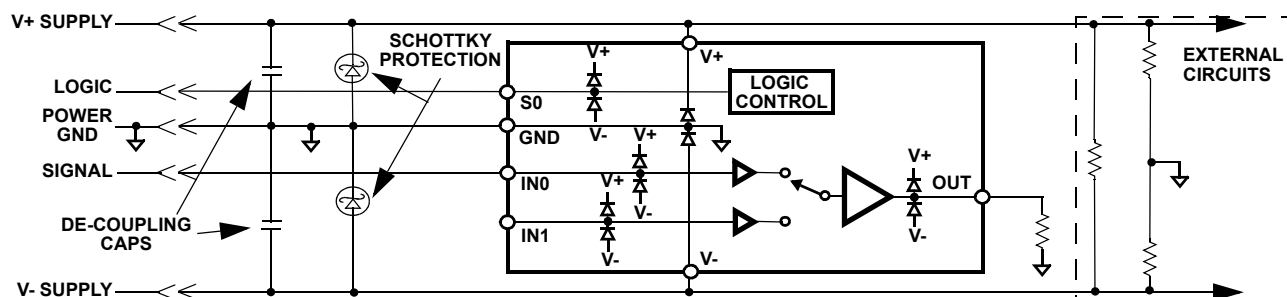 V+ SUPPLY
LOGIC
POWER
GND
SIGNAL
DE-COUPLING
CAPS
V- SUPPLY
SCHOTTKY
PROTECTION
V+
S0
V-
GND
V+
IN0
V-
V+
IN1
V-
V+
LOGIC
CONTROL
V+
OUT
V-
V-
EXTERNAL
CIRCUITS